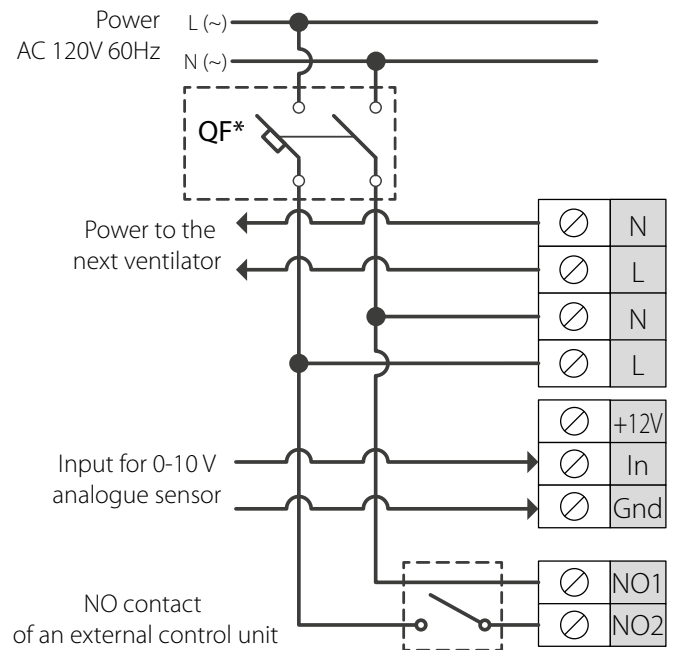 Power
AC 120V 60Hz
L (~)
N (~)
QF*
Power to the
next ventilator
N
L
N
L
+12V
Input for 0-10 V
analogue sensor
In
Gnd
NO1
NO contact
of an external control unit
NO2